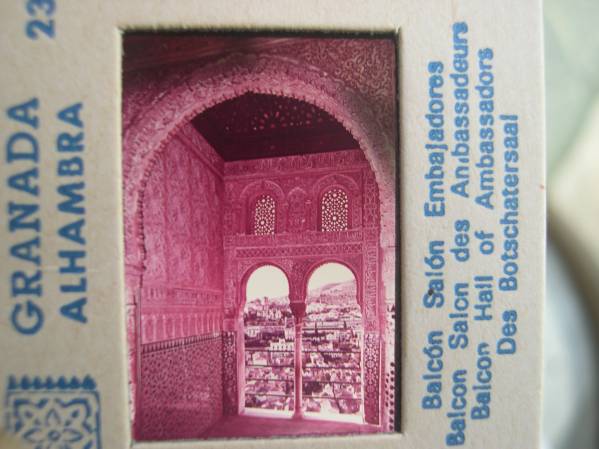 GRANADA 23
ALHAMBRA
Balcón Salón Embajadores
Balcon Salon des Ambassadeurs
Balcon Hall of Ambassadors
Des Botschatersaal